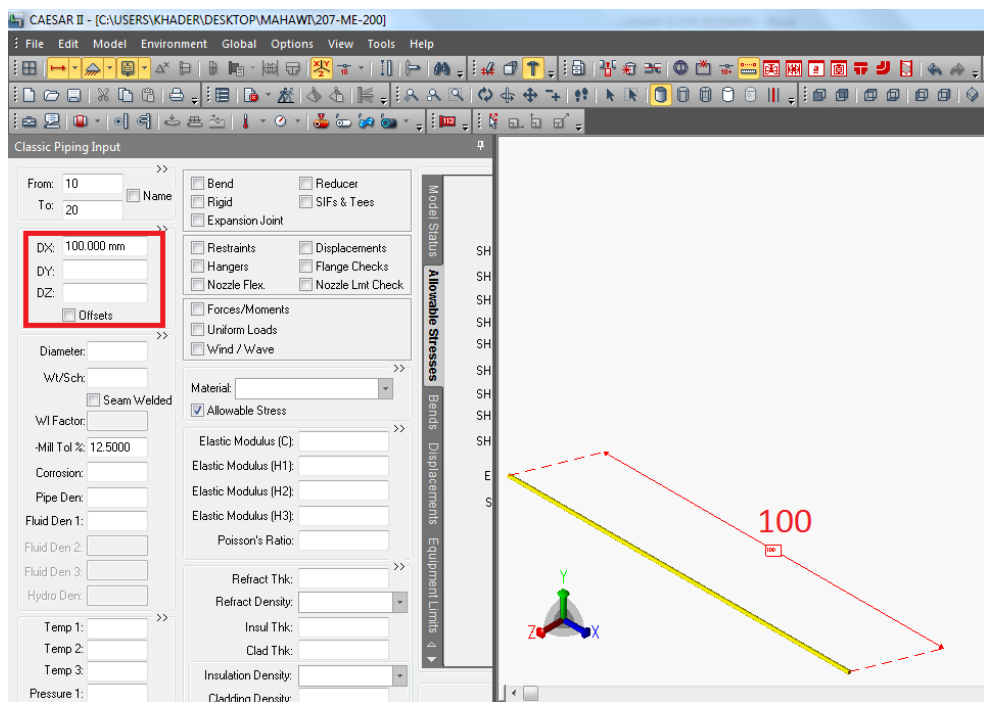 CAESAR II - [C:\USERS\KHADER\DESKTOP\MAHAWI\207-ME-200]
File Edit Model Environment Global Options View Tools Help
Classic Piping Input
From: 10
Name
To: 20
DX: 100.000 mm
DY:
DZ:
Offsets
Diameter:
Wt/Sch:
Seam Welded
WI Factor:
-Mill Tol %: 12.5000
Corrosion:
Pipe Den:
Fluid Den 1:
Fluid Den 2:
Fluid Den 3:
Hydro Den:
Temp 1:
Temp 2:
Temp 3:
Pressure 1:
Bend Reducer
Rigid SIFs & Tees
Expansion Joint
Restraints Displacements
Hangers Flange Checks
Nozzle Flex. Nozzle Lmt Check
Forces/Moments
Uniform Loads
Wind / Wave
Material:
Allowable Stress
Elastic Modulus (C):
Elastic Modulus (H1):
Elastic Modulus (H2):
Elastic Modulus (H3):
Poisson's Ratio:
Refract Thk:
Refract Density:
Insul Thk:
Clad Thk:
Insulation Density:
Cladding Density:
Model Status
Allowable Stresses
Bends
Displacements
Equipment Limits
SH
SH
SH
SH
SH
SH
SH
SH
SH
E
S
100
100
Y
Z
X